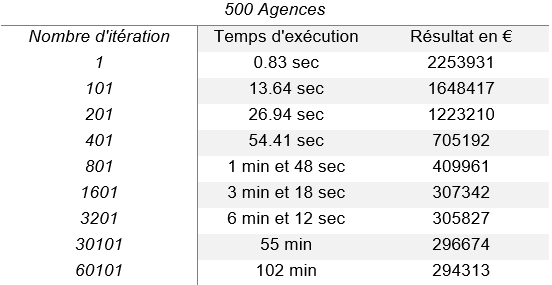 500 Agences
Nombre d'itération Temps d'exécution Résultat en €
1 0.83 sec 2253931
101 13.64 sec 1648417
201 26.94 sec 1223210
401 54.41 sec 705192
801 1 min et 48 sec 409961
1601 3 min et 18 sec 307342
3201 6 min et 12 sec 305827
30101 55 min 296674
60101 102 min 294313